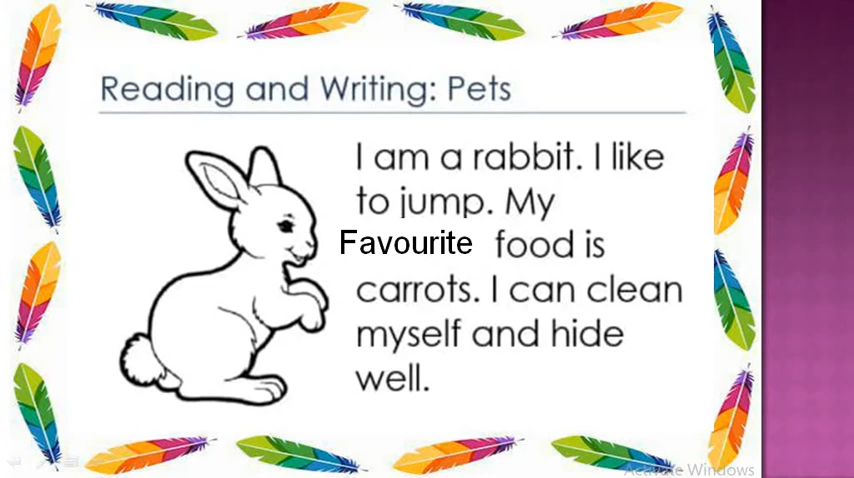 Reading and Writing: Pets
I am a rabbit. I like
to jump. My
Favourite food is
carrots. I can clean
myself and hide
well.
Activate Windows